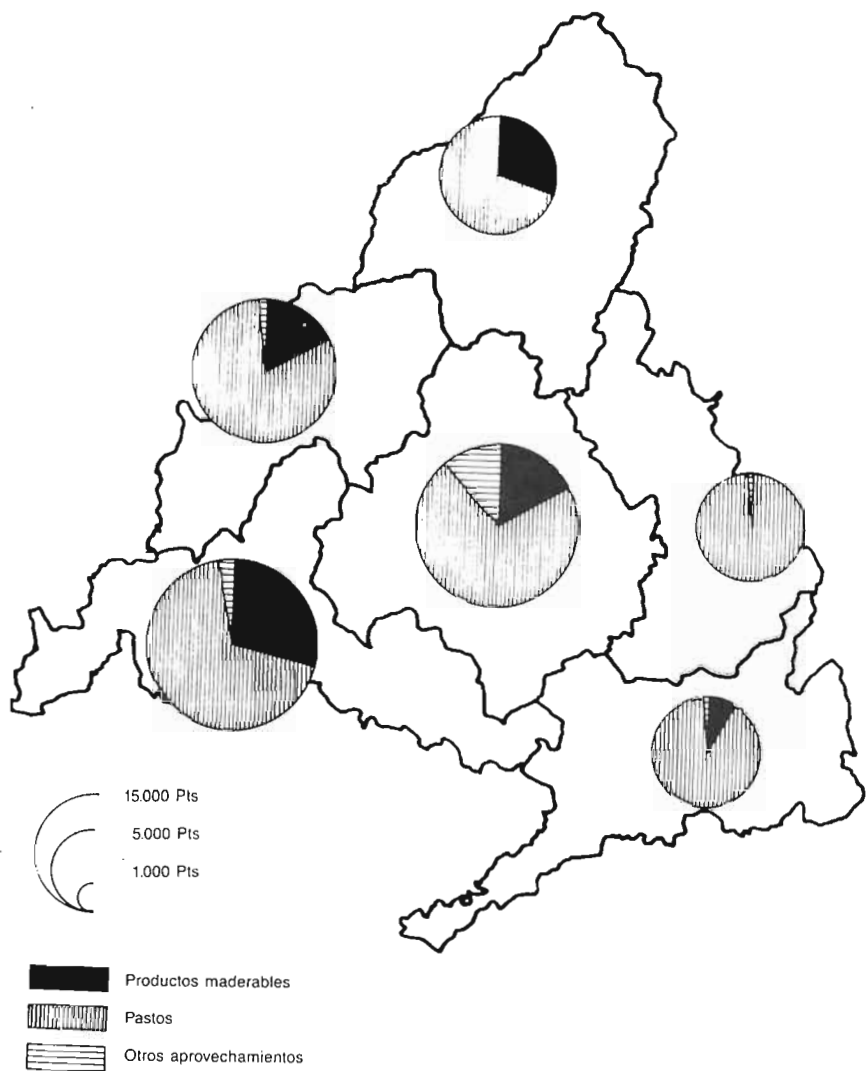 15.000 Pts
5.000 Pts
1.000 Pts
Productos maderables
Pastos
Otros aprovechamientos